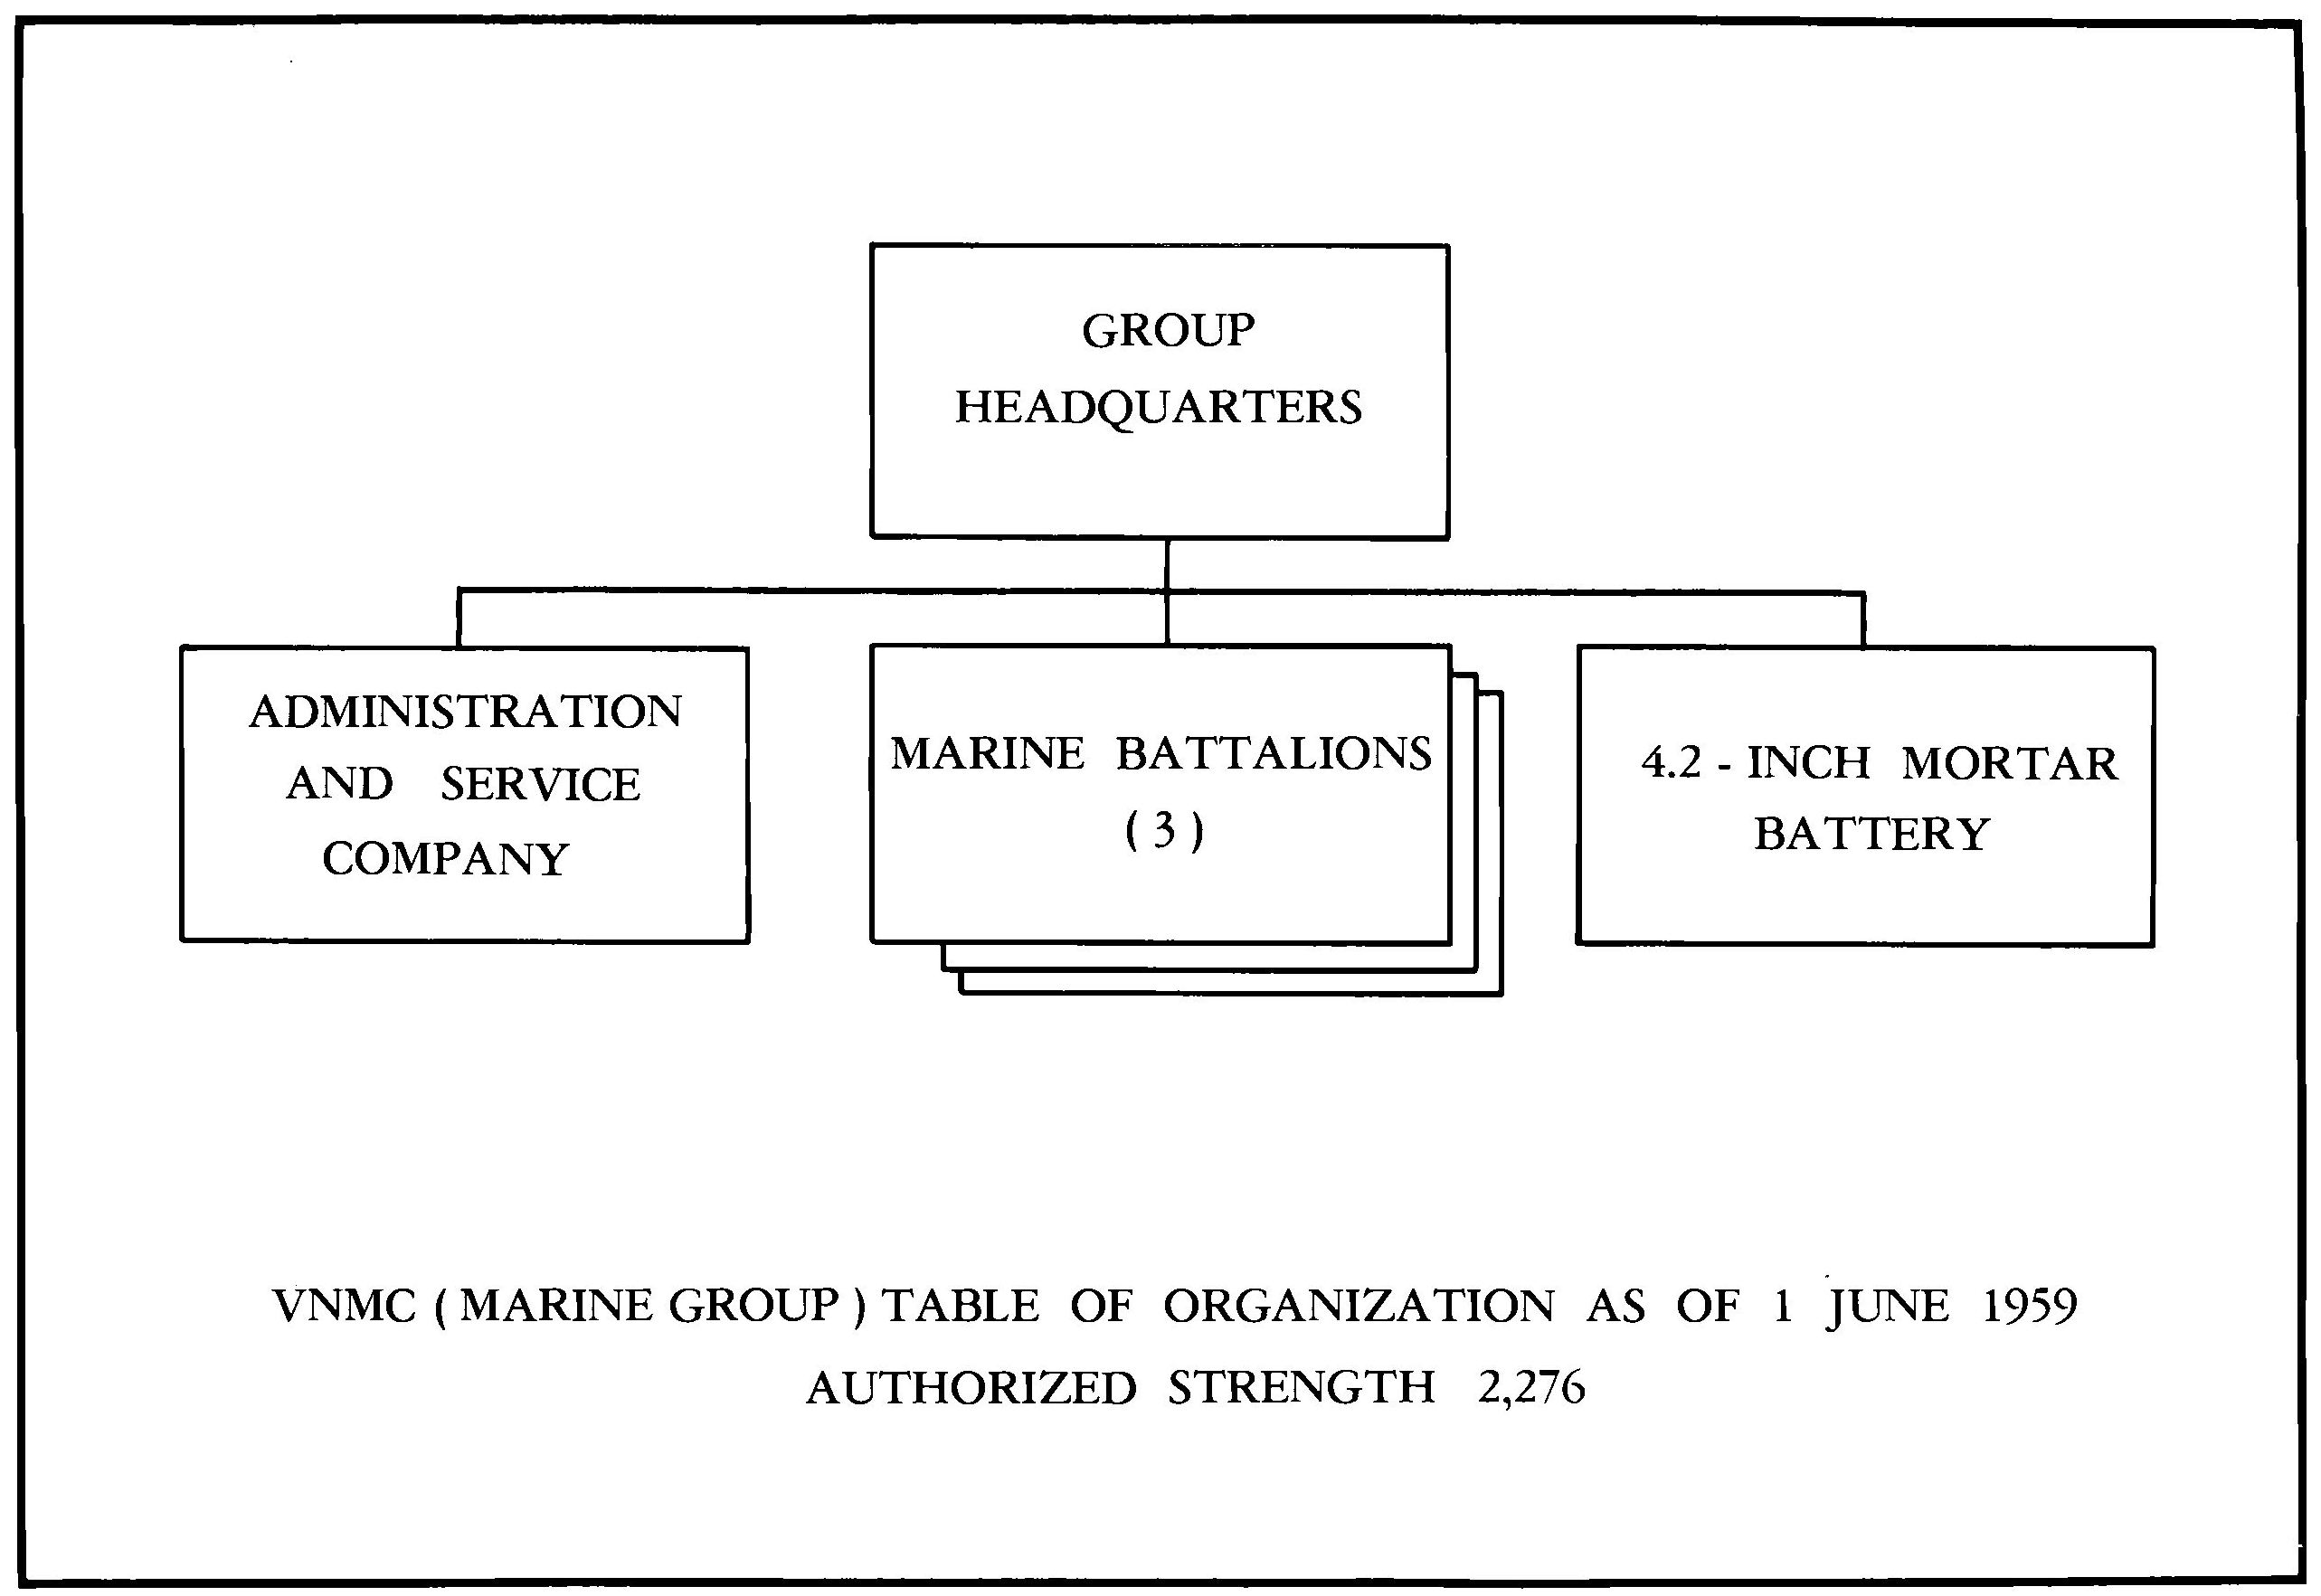 GROUP
HEADQUARTERS
ADMINISTRATION
AND SERVICE
COMPANY
MARINE BATTALIONS
( 3 )
4.2 - INCH MORTAR
BATTERY
VNMC ( MARINE GROUP ) TABLE OF ORGANIZATION AS OF 1 JUNE 1959
AUTHORIZED STRENGTH 2,276